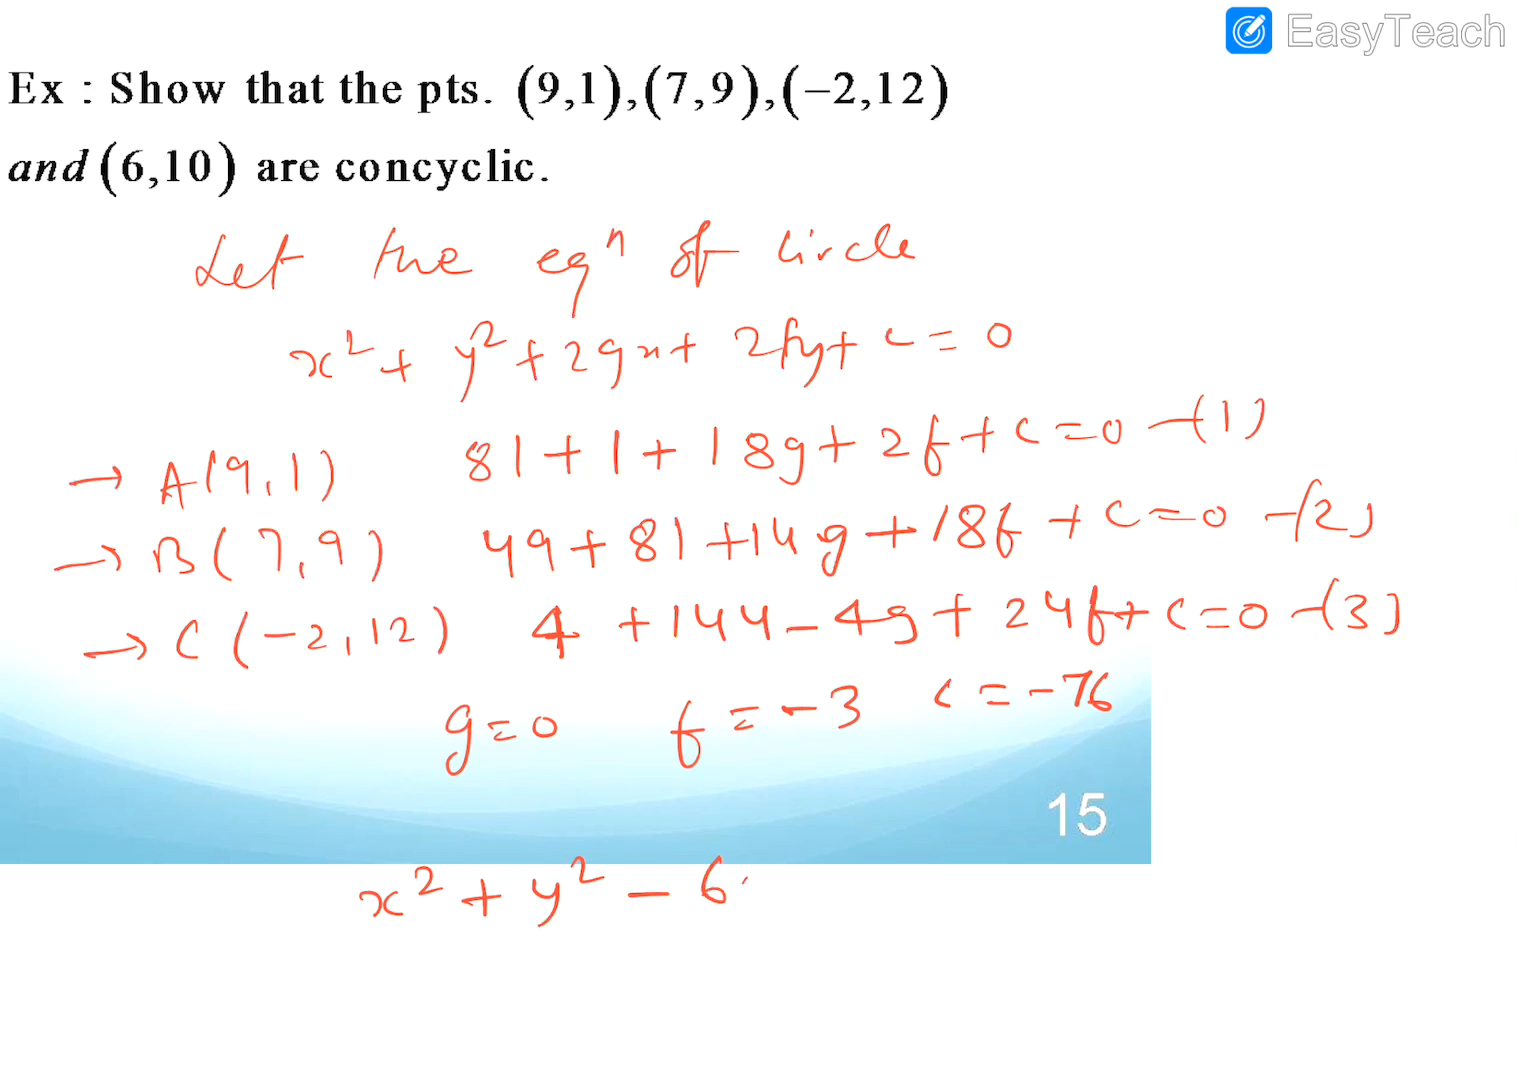 EasyTeach
Ex : Show that the pts. (9,1),(7,9),(−2,12)
and (6,10) are concyclic.
Let the eqⁿ of circle
x² + y² + 2gx + 2fy + c = 0
→ A(9,1) 81 + 1 + 18g + 2f + c = 0 -(1)
→ B(7,9) 49 + 81 + 14g + 18f + c = 0 -(2)
→ C(-2,12) 4 + 144 - 4g + 24f + c = 0 -(3)
g = 0 f = -3 c = -76
15
x² + y² - 6